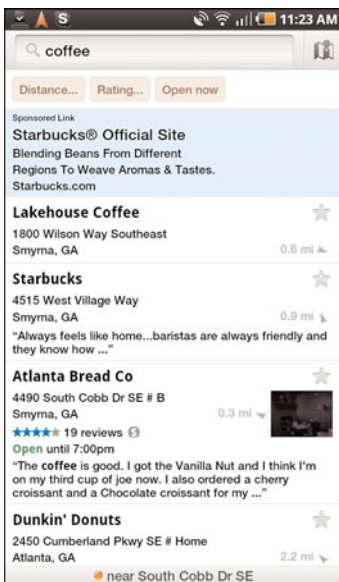 S 11:23 AM
coffee
Distance... Rating... Open now
Sponsored Link
Starbucks® Official Site
Blending Beans From Different
Regions To Weave Aromas & Tastes.
Starbucks.com
Lakehouse Coffee
1800 Wilson Way Southeast
Smyrna, GA 0.6 mi
Starbucks
4515 West Village Way
Smyrna, GA 0.9 mi
“Always feels like home...baristas are always friendly and
they know how ...”
Atlanta Bread Co
4490 South Cobb Dr SE # B
Smyrna, GA 0.3 mi
19 reviews
Open until 7:00pm
“The coffee is good. I got the Vanilla Nut and I think I'm
on my third cup of joe now. I also ordered a cherry
croissant and a Chocolate croissant for my ...”
Dunkin' Donuts
2450 Cumberland Pkwy SE # Home
Atlanta, GA 2.2 mi
near South Cobb Dr SE